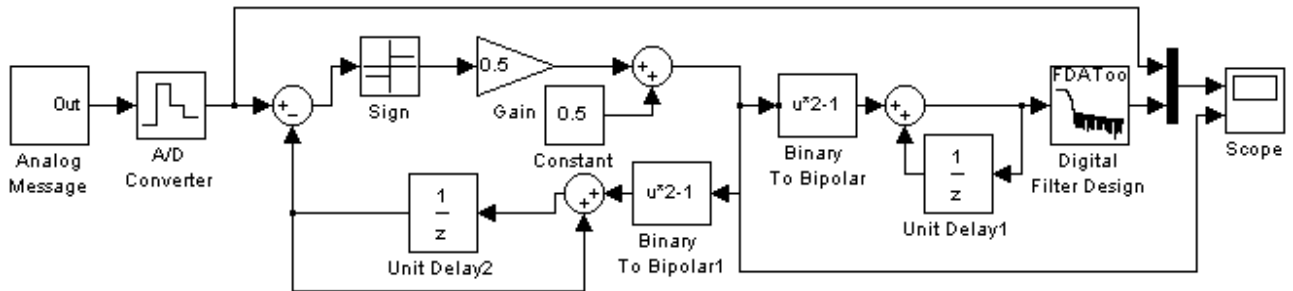 Out
Analog
Message
A/D
Converter
+
−
Sign
0.5
Gain
0.5
Constant
+
+
u*2-1
Binary
To Bipolar
+
+
1
z
Unit Delay1
FDAToo
Digital
Filter Design
Scope
1
z
Unit Delay2
+
+
u*2-1
Binary
To Bipolar1